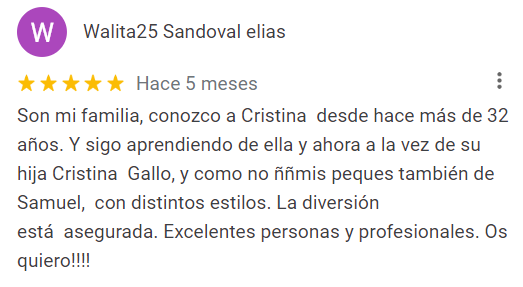 W
Walita25 Sandoval elias
Hace 5 meses
Son mi familia, conozco a Cristina  desde hace más de 32
años. Y sigo aprendiendo de ella y ahora a la vez de su
hija Cristina  Gallo, y como no ññmis peques también de
Samuel,  con distintos estilos. La diversión
está  asegurada. Excelentes personas y profesionales. Os
quiero!!!!